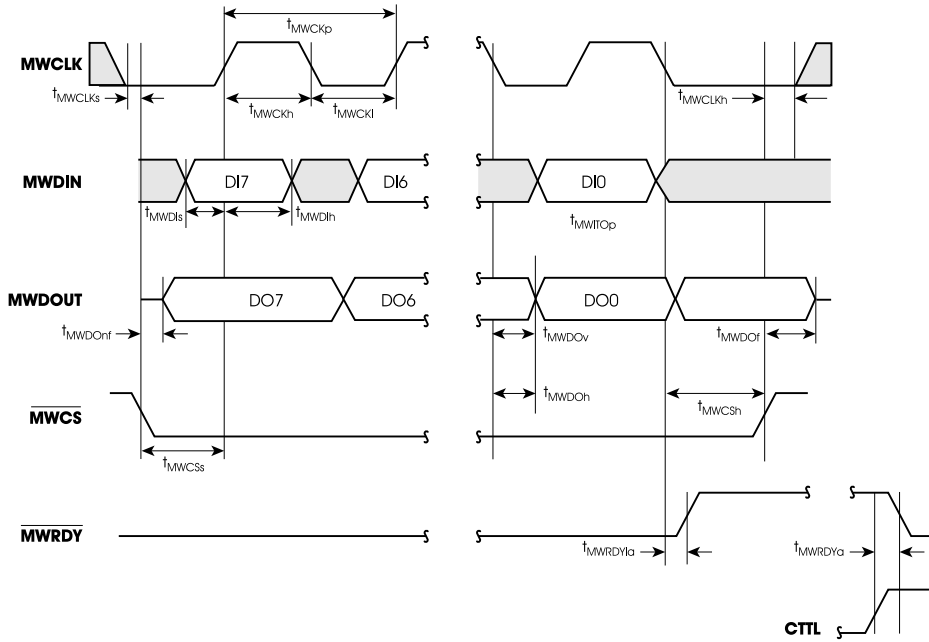 tMWCKp
MWCLK
tMWCLKs
tMWCKh
tMWCKl
tMWCLKh
MWDIN
DI7
DI6
DI0
tMWDIs
tMWDIh
tMWITOp
MWDOUT
DO7
DO6
DO0
tMWDOnf
tMWDOv
tMWDOf
tMWDOh
MWCS
tMWCSh
tMWCSs
MWRDY
tMWRDYia
tMWRDYa
CTTL